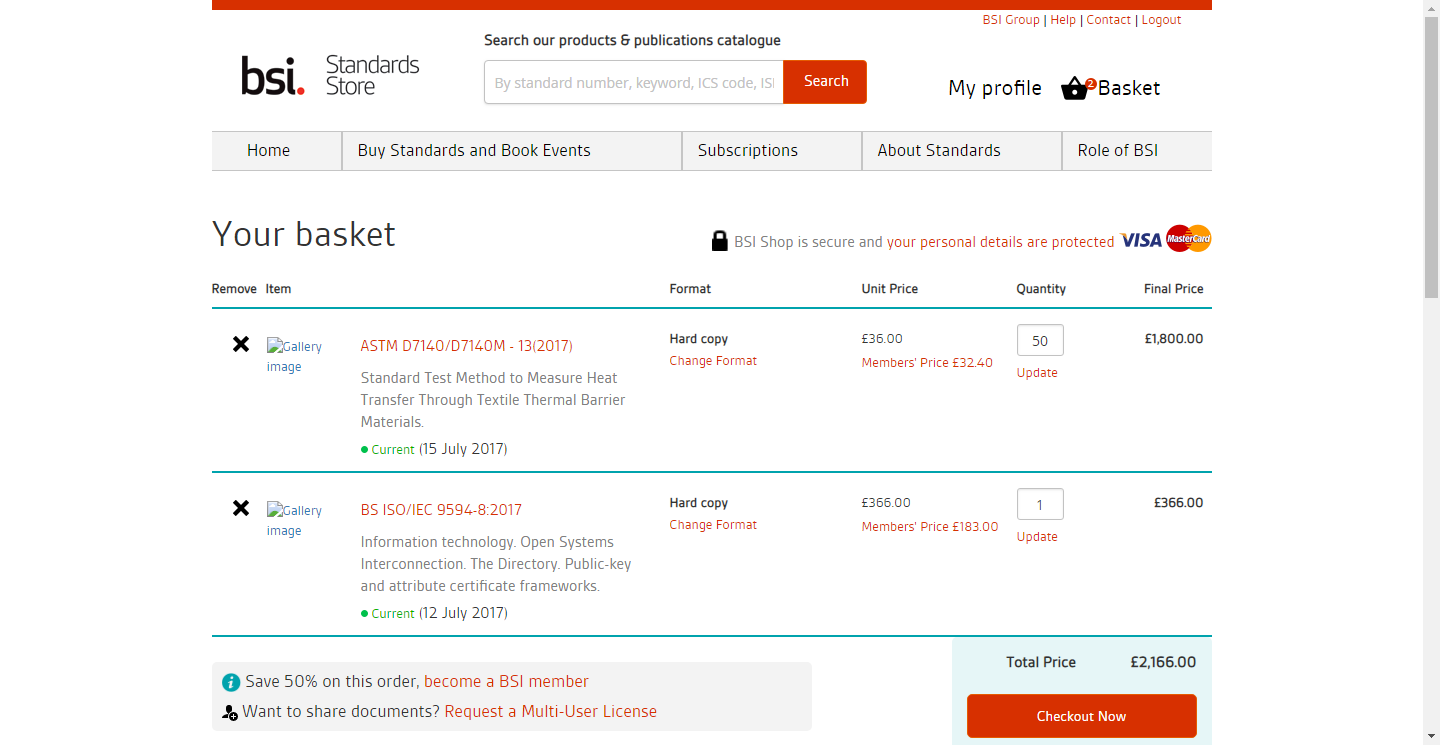 BSI Group | Help | Contact | Logout
bsi.
Standards
Store
Search our products & publications catalogue
By standard number, keyword, ICS code, ISI
Search
My profile
2
Basket
Home
Buy Standards and Book Events
Subscriptions
About Standards
Role of BSI
Your basket
BSI Shop is secure and your personal details are protected
VISA
MasterCard
Remove Item Format Unit Price Quantity Final Price
Gallery
image
ASTM D7140/D7140M - 13(2017)
Standard Test Method to Measure Heat
Transfer Through Textile Thermal Barrier
Materials.
Current (15 July 2017)
Hard copy
Change Format
£36.00
Members' Price £32.40
50
Update
£1,800.00
Gallery
image
BS ISO/IEC 9594-8:2017
Information technology. Open Systems
Interconnection. The Directory. Public-key
and attribute certificate frameworks.
Current (12 July 2017)
Hard copy
Change Format
£366.00
Members' Price £183.00
1
Update
£366.00
i Save 50% on this order, become a BSI member
Want to share documents? Request a Multi-User License
Total Price £2,166.00
Checkout Now